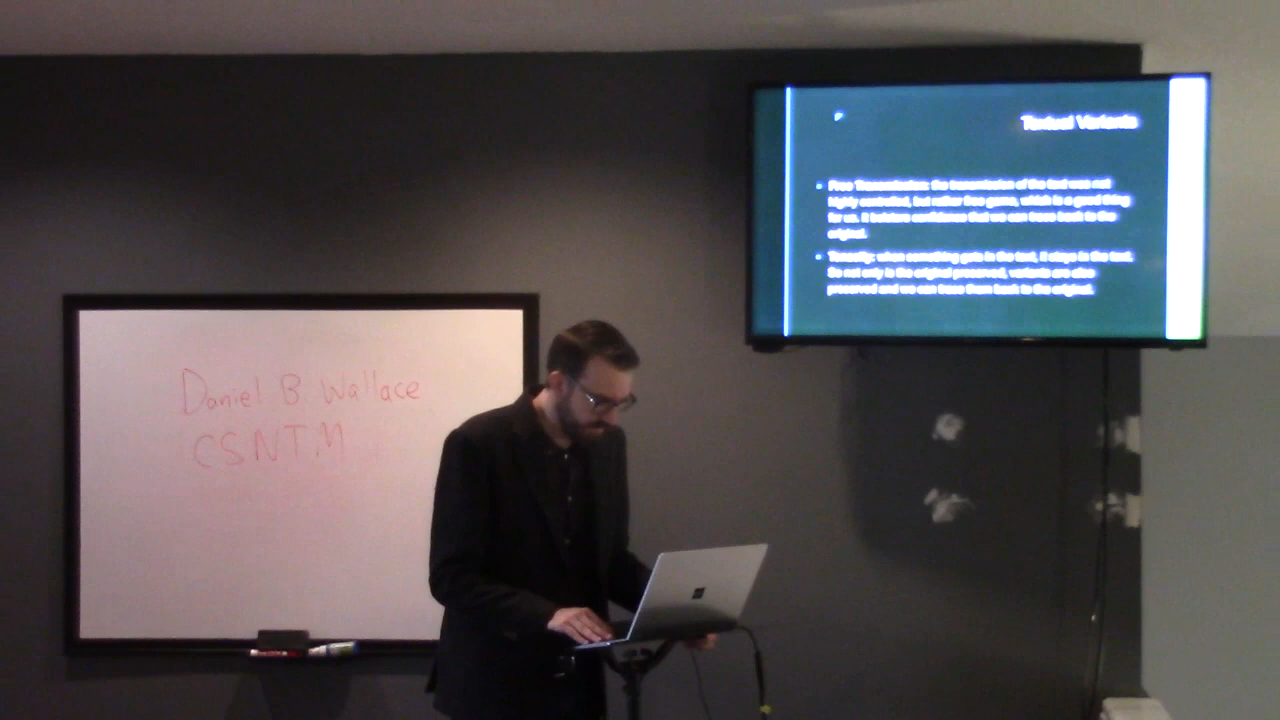 Daniel B. Wallace
CSNTM
Textual Variants
Free Transmission: the transmission of the text was not
highly controlled, but rather free game, which is a good thing
for us. It bolsters confidence that we can trace back to the
original.
Tenacity: when something gets in the text, it stays in the text.
So not only is the original preserved, variants are also
preserved and we can trace them back to the original.